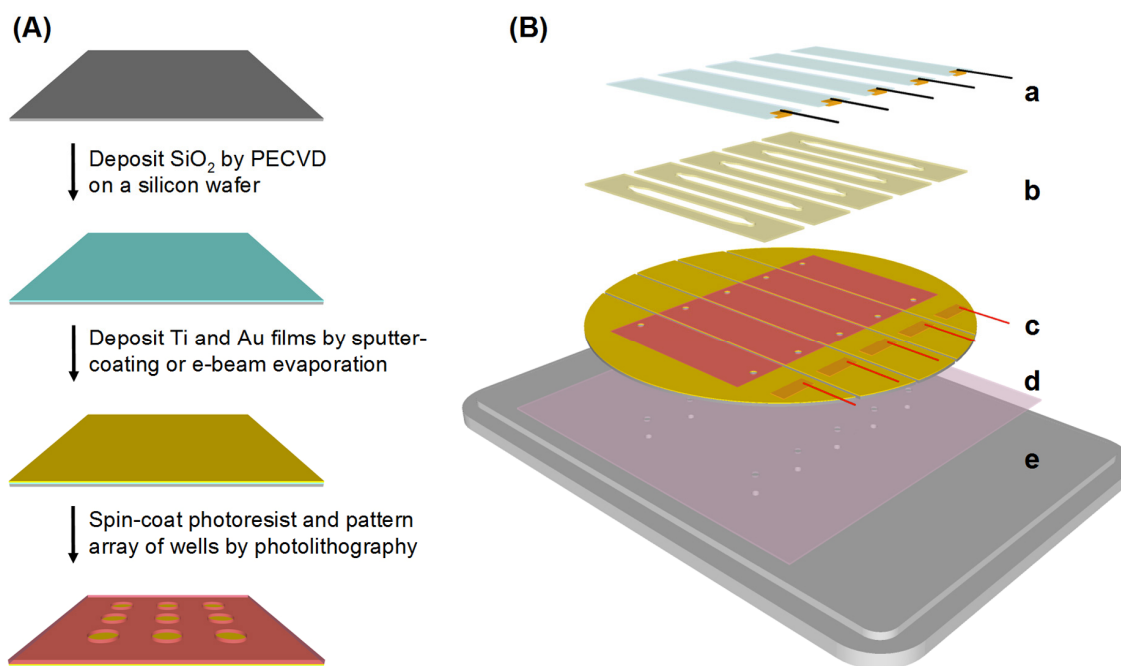 (A)
Deposit SiO₂ by PECVD
on a silicon wafer
Deposit Ti and Au films by sputter-
coating or e-beam evaporation
Spin-coat photoresist and pattern
array of wells by photolithography
(B)
a
b
c
d
e